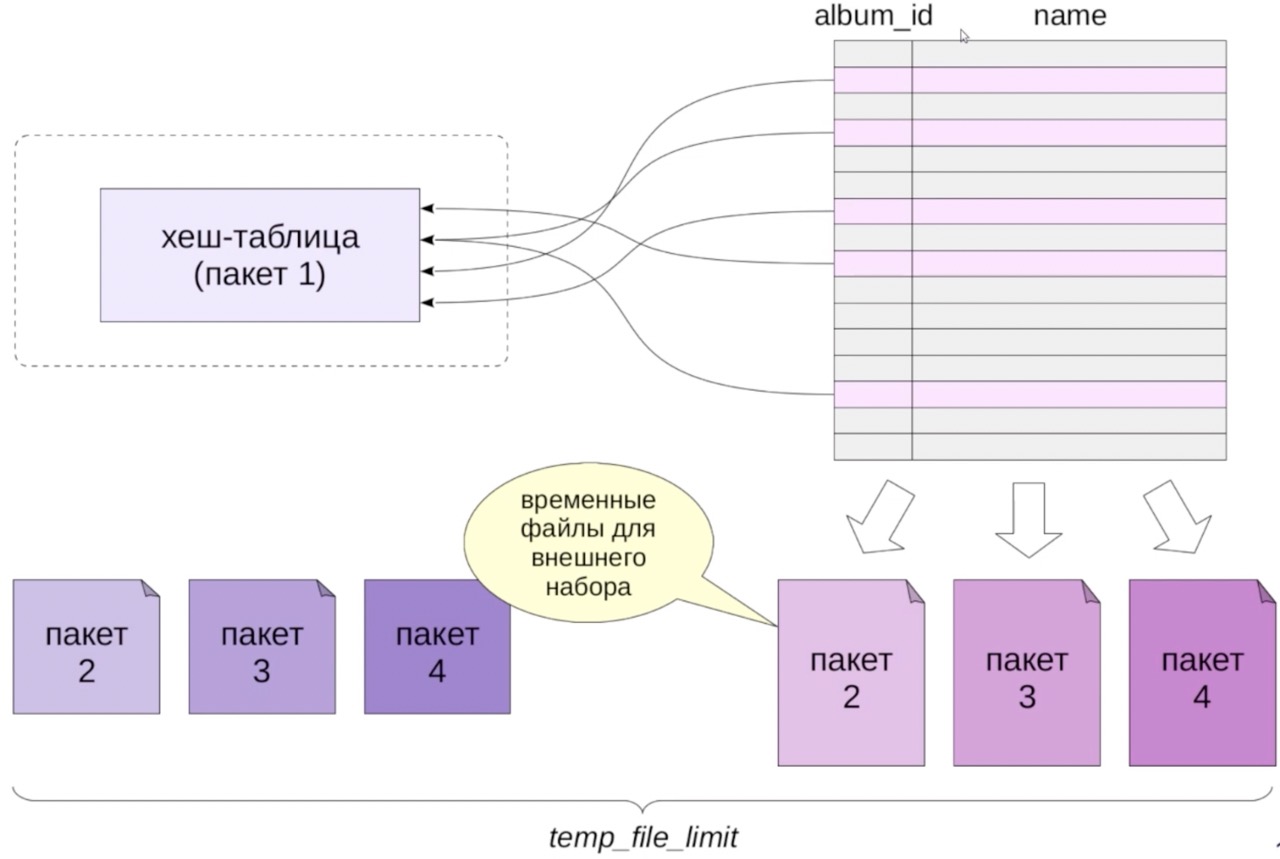 album_id name
хеш-таблица
(пакет 1)
временные
файлы для
внешнего
набора
пакет
2
пакет
3
пакет
4
пакет
2
пакет
3
пакет
4
temp_file_limit